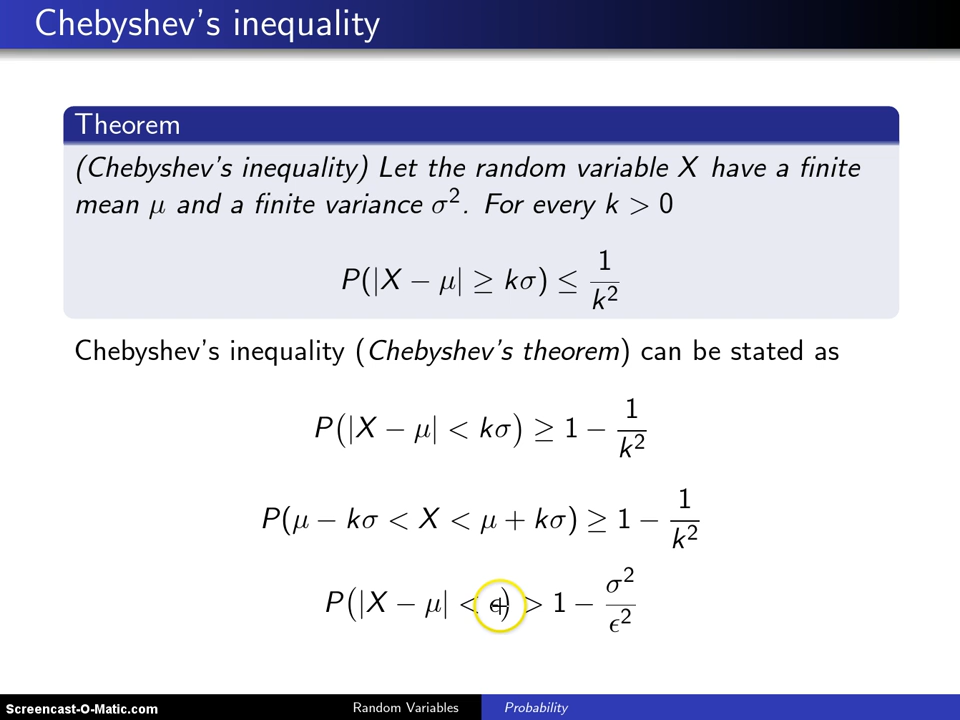 Chebyshev's inequality
Theorem
(Chebyshev's inequality) Let the random variable X have a finite
mean μ and a finite variance σ². For every k > 0
P(|X − μ| ≥ kσ) ≤ 1/k²
Chebyshev's inequality (Chebyshev's theorem) can be stated as
P(|X − μ| < kσ) ≥ 1 − 1/k²
P(μ − kσ < X < μ + kσ) ≥ 1 − 1/k²
P(|X − μ| < ϵ) > 1 − σ²/ϵ²
Screencast-O-Matic.com
Random Variables
Probability